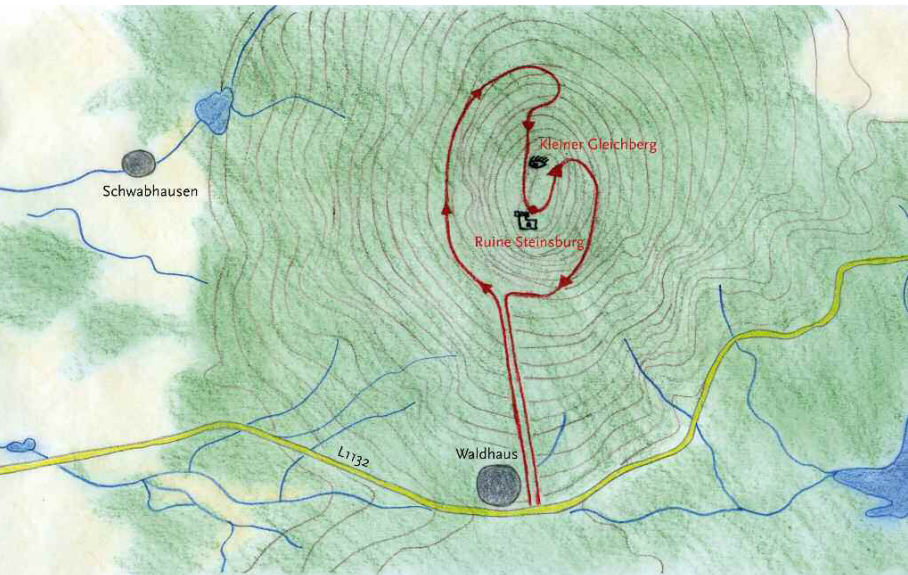 Kleiner Gleichberg
Schwabhausen
Ruine Steinsburg
L1132
Waldhaus